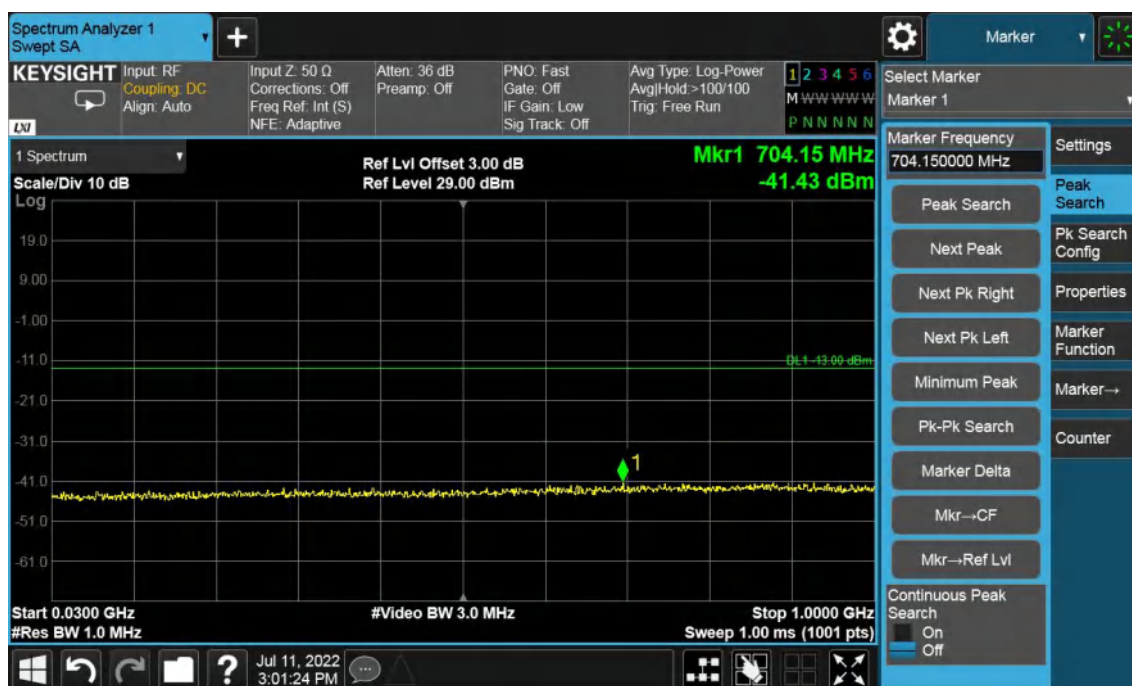 Spectrum Analyzer 1
Swept SA
Marker
KEYSIGHT
LXI
Input: RF
Coupling: DC
Align: Auto
Input Z: 50 Ω
Corrections: Off
Freq Ref: Int (S)
NFE: Adaptive
Atten: 36 dB
Preamp: Off
PNO: Fast
Gate: Off
IF Gain: Low
Sig Track: Off
Avg Type: Log-Power
Avg|Hold:>100/100
Trig: Free Run
1 2 3 4 5 6
M W W W W W
P N N N N N
Select Marker
Marker 1
1 Spectrum
Scale/Div 10 dB
Log
Ref Lvl Offset 3.00 dB
Ref Level 29.00 dBm
Mkr1 704.15 MHz
-41.43 dBm
19.0
9.00
-1.00
-11.0
-21.0
-31.0
-41.0
-51.0
-61.0
DL1 -13.00 dBm
1
Start 0.0300 GHz
#Res BW 1.0 MHz
#Video BW 3.0 MHz
Stop 1.0000 GHz
Sweep 1.00 ms (1001 pts)
Marker Frequency
704.150000 MHz
Peak Search
Next Peak
Next Pk Right
Next Pk Left
Minimum Peak
Pk-Pk Search
Marker Delta
Mkr→CF
Mkr→Ref Lvl
Continuous Peak
Search
On
Off
Settings
Peak
Search
Pk Search
Config
Properties
Marker
Function
Marker→
Counter
?
Jul 11, 2022
3:01:24 PM